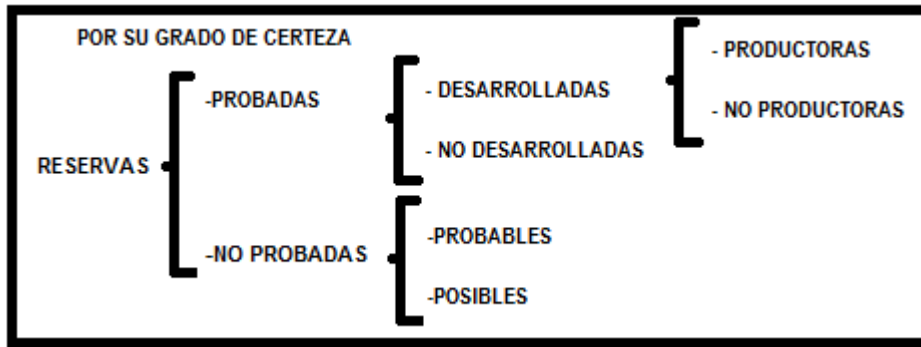 POR SU GRADO DE CERTEZA
RESERVAS
-PROBADAS
- DESARROLLADAS
- PRODUCTORAS
- NO PRODUCTORAS
- NO DESARROLLADAS
-NO PROBADAS
-PROBABLES
-POSIBLES